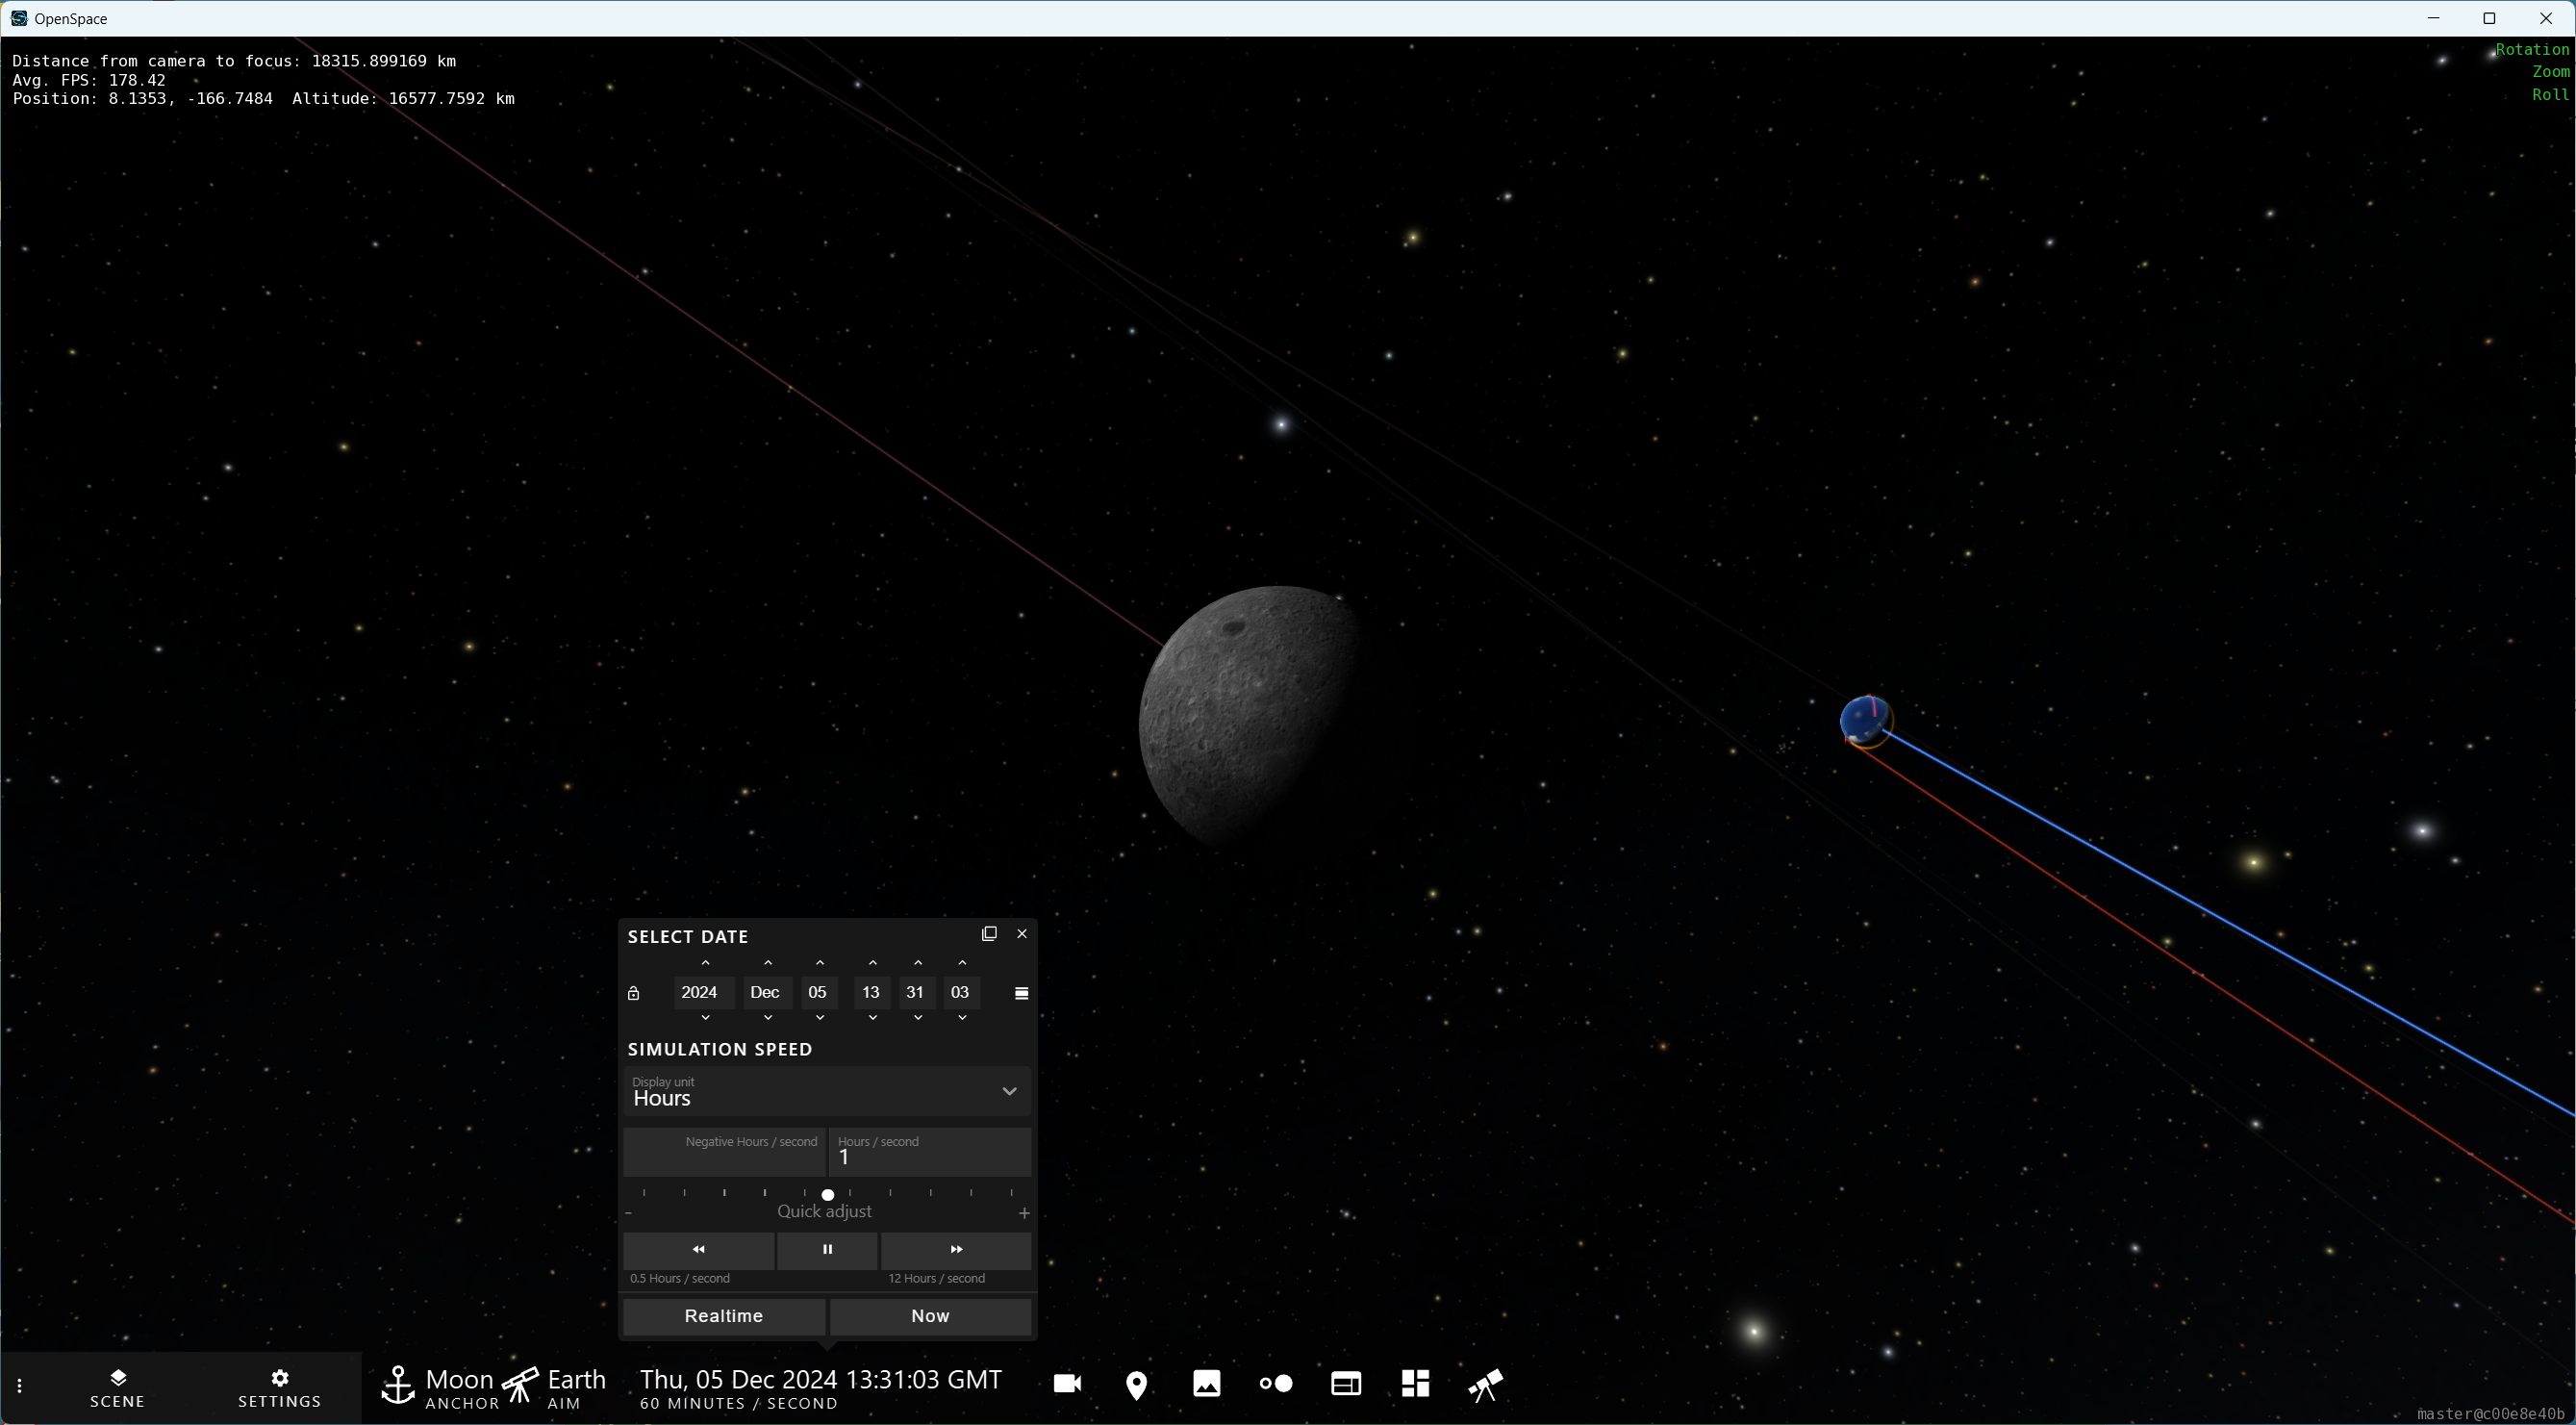 OpenSpace
Distance from camera to focus: 18315.899169 km
Avg. FPS: 178.42
Position: 8.1353, -166.7484  Altitude: 16577.7592 km
Rotation
Zoom
Roll
SELECT DATE
2024 Dec 05 13 31 03
SIMULATION SPEED
Display unit
Hours
Negative Hours / second
Hours / second
1
- Quick adjust +
0.5 Hours / second
12 Hours / second
Realtime
Now
SCENE
SETTINGS
Moon
ANCHOR
Earth
AIM
Thu, 05 Dec 2024 13:31:03 GMT
60 MINUTES / SECOND
master@c00e8e40b